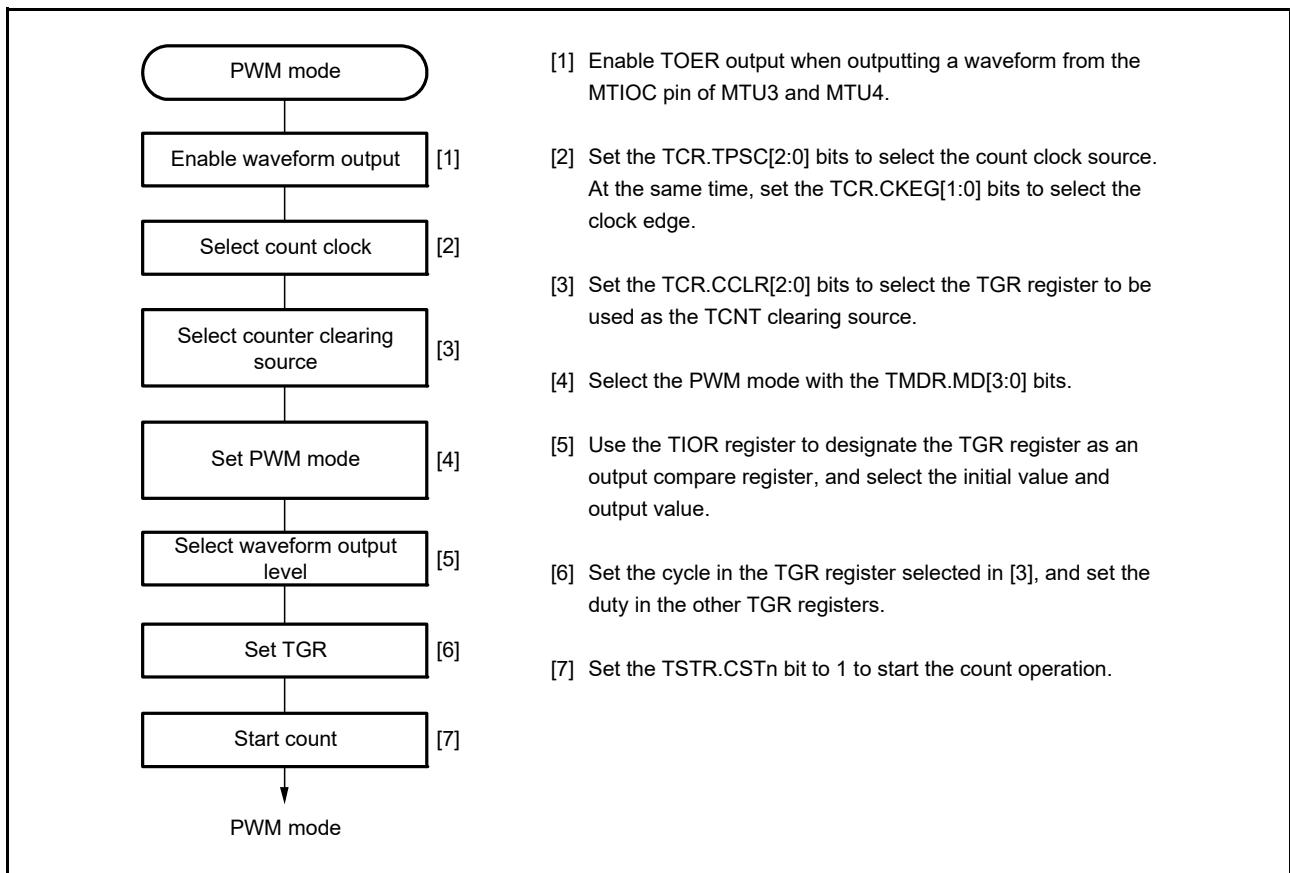 PWM mode
Enable waveform output [1]
Select count clock [2]
Select counter clearing
source
[3]
Set PWM mode [4]
Select waveform output
level
[5]
Set TGR [6]
Start count [7]
PWM mode
[1] Enable TOER output when outputting a waveform from the
MTIOC pin of MTU3 and MTU4.
[2] Set the TCR.TPSC[2:0] bits to select the count clock source.
At the same time, set the TCR.CKEG[1:0] bits to select the
clock edge.
[3] Set the TCR.CCLR[2:0] bits to select the TGR register to be
used as the TCNT clearing source.
[4] Select the PWM mode with the TMDR.MD[3:0] bits.
[5] Use the TIOR register to designate the TGR register as an
output compare register, and select the initial value and
output value.
[6] Set the cycle in the TGR register selected in [3], and set the
duty in the other TGR registers.
[7] Set the TSTR.CSTn bit to 1 to start the count operation.